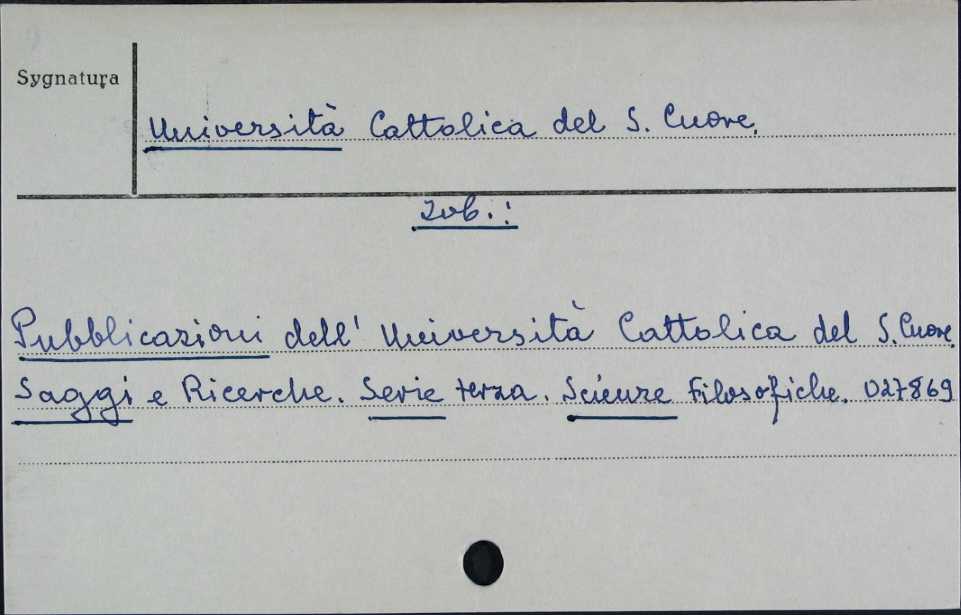 Sygnatura
Università Cattolica del S. Cuore.
Zob.:
Pubblicazioni dell' Università Cattolica del S. Cuore.
Saggi e Ricerche. Serie terza. Scienze Filosofiche. 027869